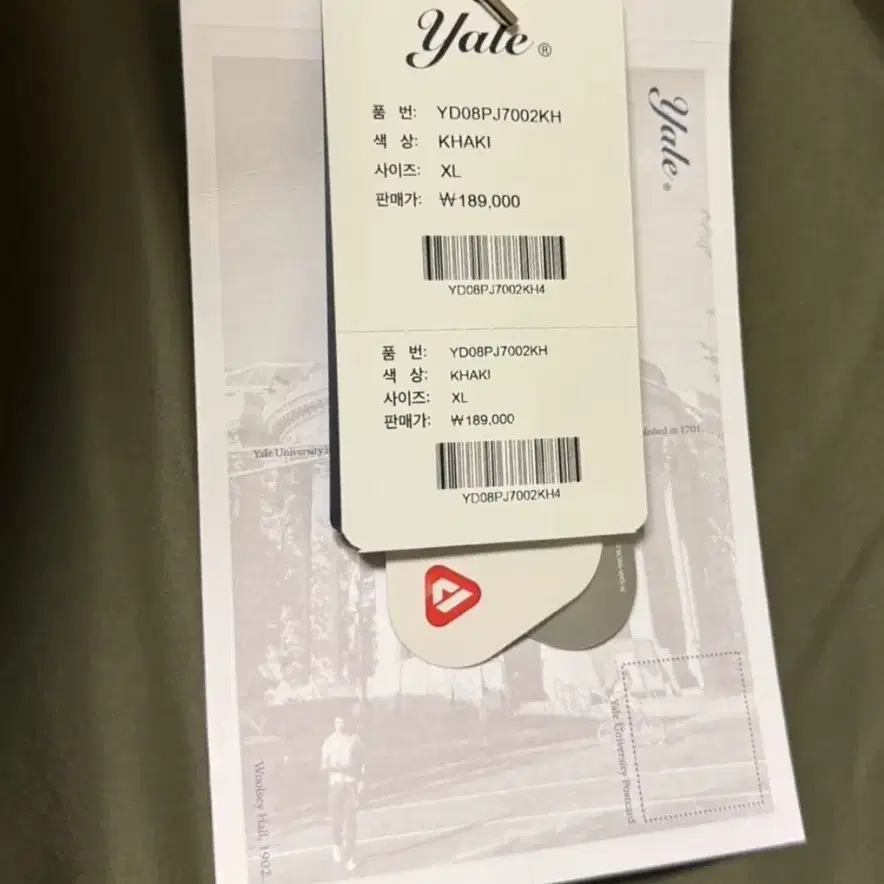 Yale®
품 번: YD08PJ7002KH
색 상: KHAKI
사이즈: XL
판매가: ₩189,000
YD08PJ7002KH4
품 번: YD08PJ7002KH
색 상: KHAKI
사이즈: XL
판매가: ₩189,000
YD08PJ7002KH4
Yale®
Yale University
in 1701.
Yale University Postcard
Woolsey Hall, 1902.